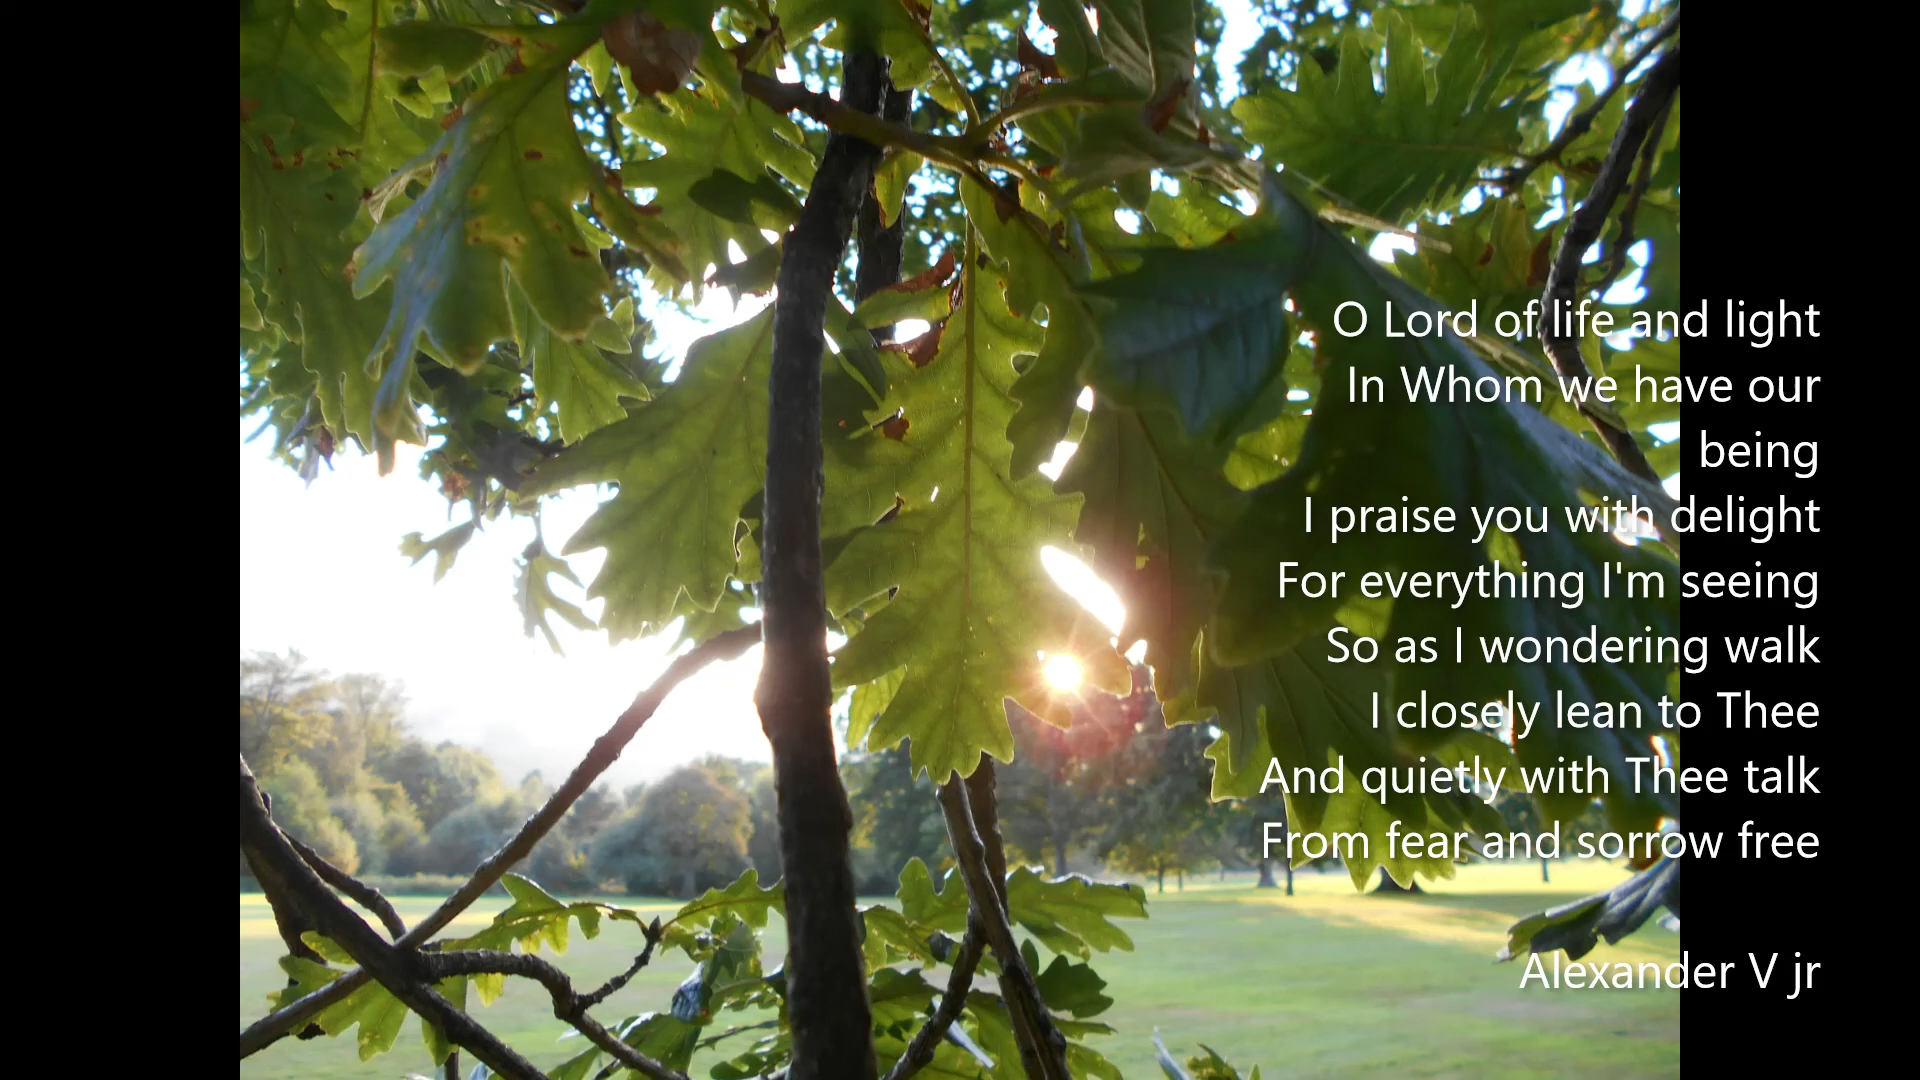 O Lord of life and light
In Whom we have our
being
I praise you with delight
For everything I'm seeing
So as I wondering walk
I closely lean to Thee
And quietly with Thee talk
From fear and sorrow free
Alexander V jr